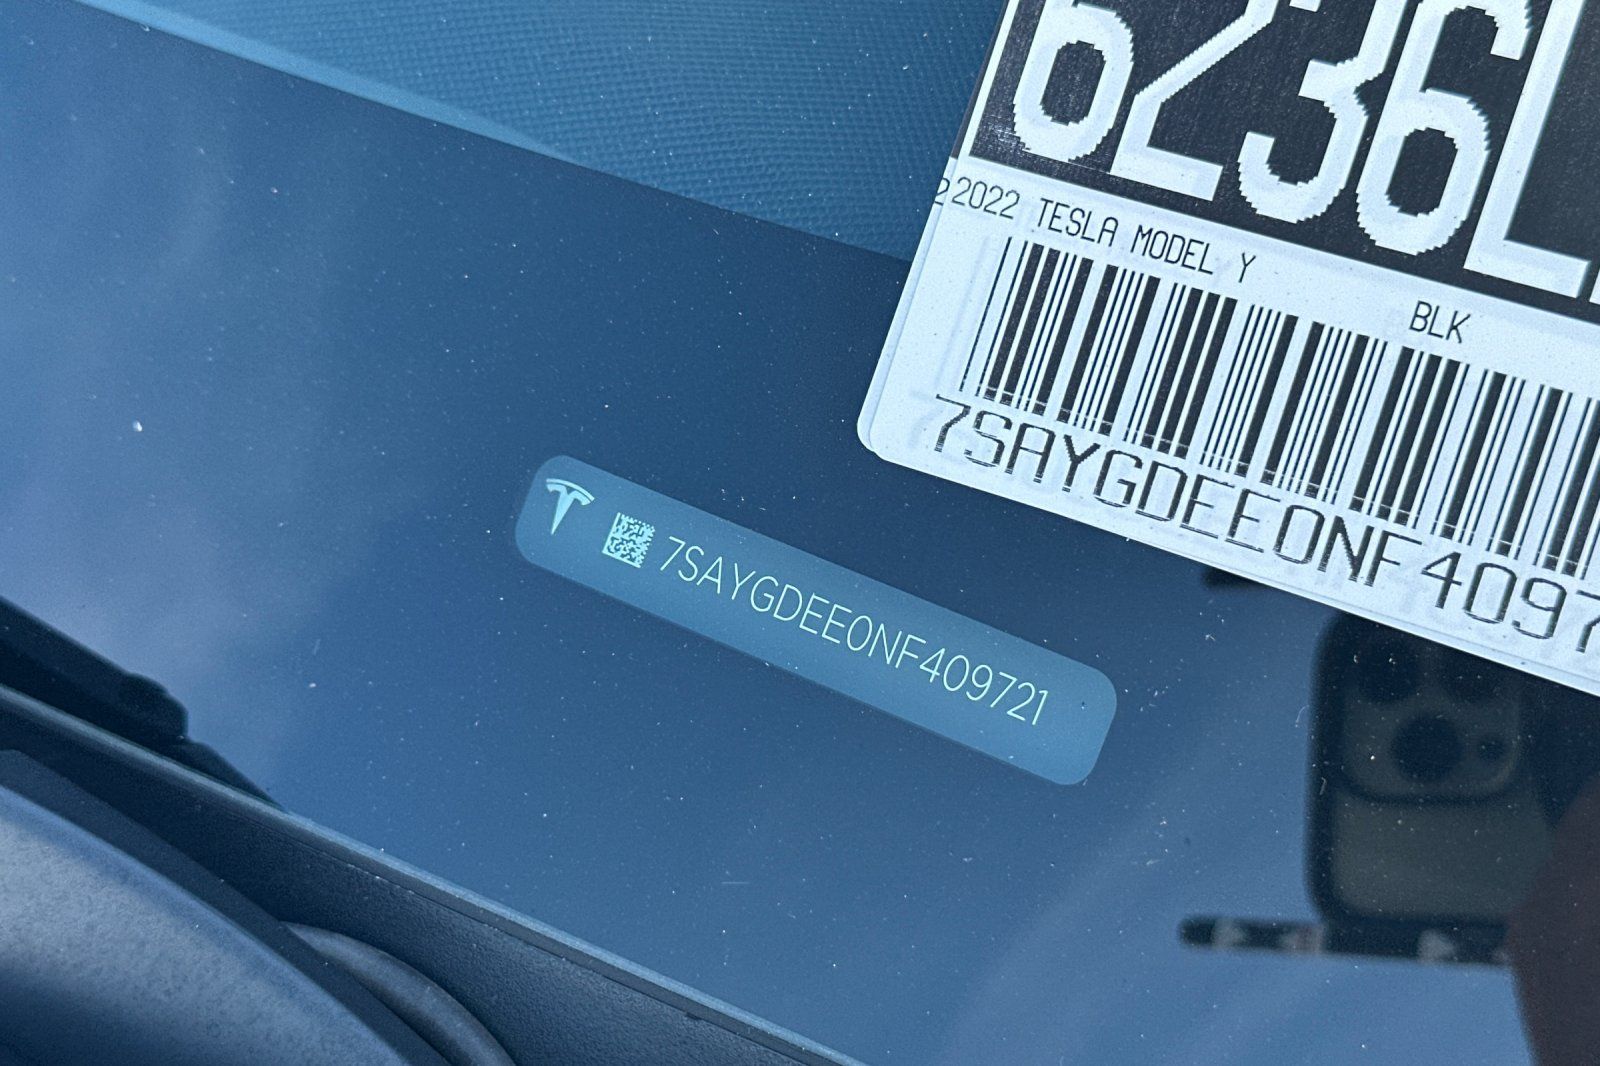 6236L
2022 TESLA MODEL Y BLK
7SAYGDEE0NF4097
7SAYGDEE0NF409721